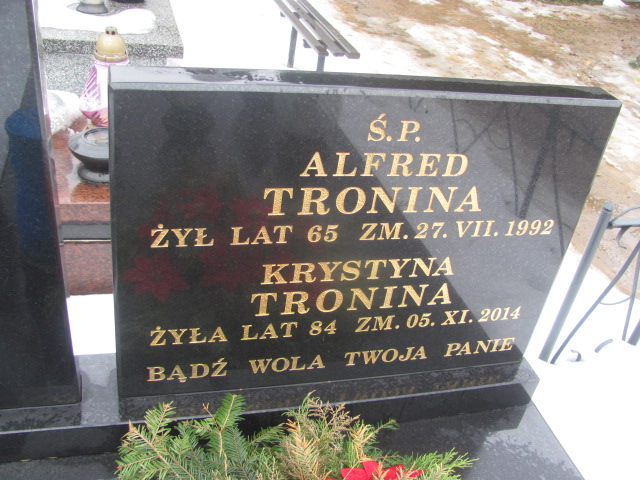 Ś.P.
ALFRED
TRONINA
ŻYŁ LAT 65 ZM. 27. VII. 1992
KRYSTYNA
TRONINA
ŻYŁA LAT 84 ZM. 05. XI. 2014
BĄDŹ WOLA TWOJA PANIE